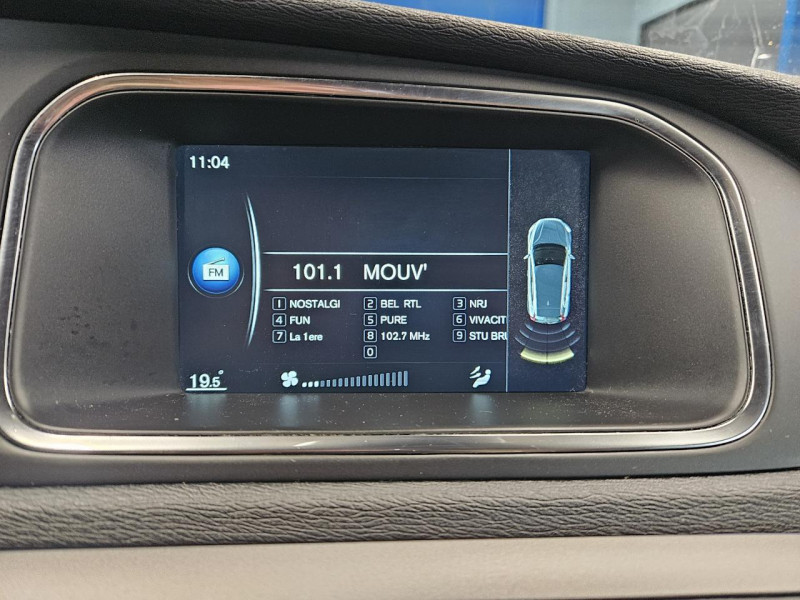 11:04
FM
101.1 MOUV'
1 NOSTALGI 2 BEL RTL 3 NRJ
4 FUN 5 PURE 6 VIVACIT
7 La 1ere 8 102.7 MHz 9 STU BRU
0
19.5°